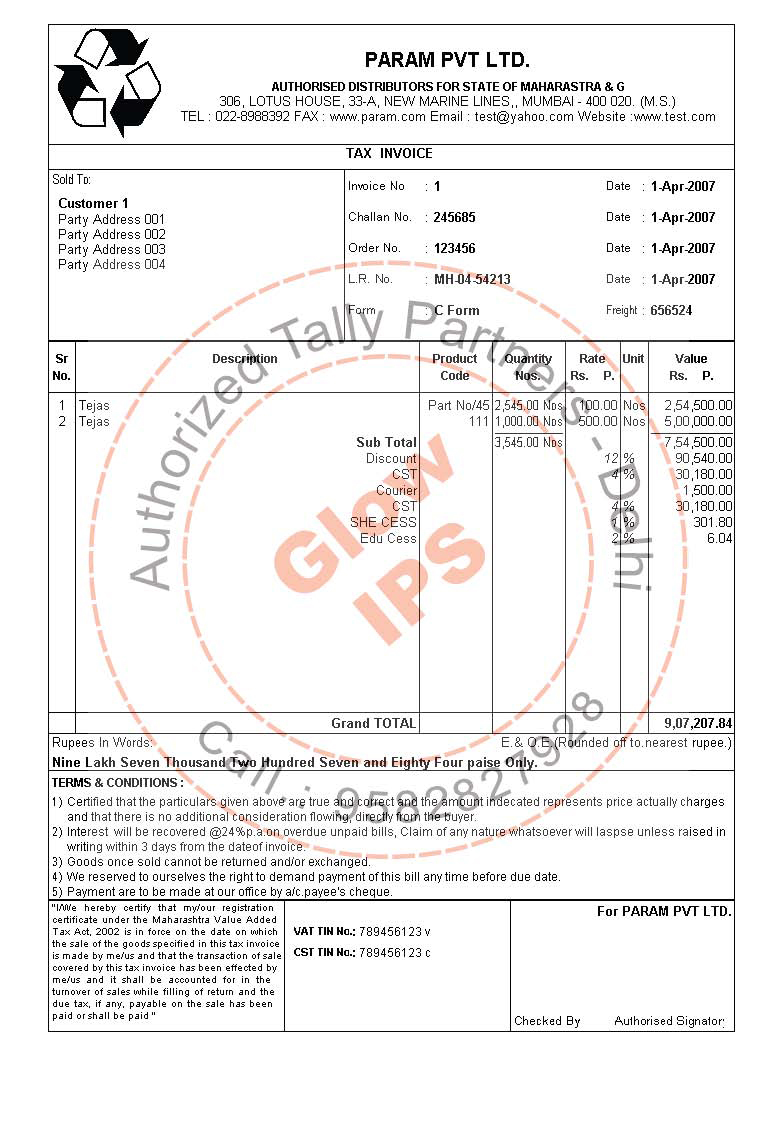 PARAM PVT LTD.
AUTHORISED DISTRIBUTORS FOR STATE OF MAHARASTRA & G
306, LOTUS HOUSE, 33-A, NEW MARINE LINES,, MUMBAI - 400 020. (M.S.)
TEL : 022-8988392 FAX : www.param.com Email : test@yahoo.com Website :www.test.com
TAX INVOICE
Sold To:
Customer 1
Party Address 001
Party Address 002
Party Address 003
Party Address 004
Invoice No : 1 Date : 1-Apr-2007
Challan No. : 245685 Date : 1-Apr-2007
Order No. : 123456 Date : 1-Apr-2007
L.R. No. : MH-04-54213 Date : 1-Apr-2007
Form : C Form Freight : 656524
Sr Description Product Quantity Rate Unit Value
No. Code Nos. Rs. P. Rs. P.
1 Tejas Part No/45 2,545.00 Nos 100.00 Nos 2,54,500.00
2 Tejas 111 1,000.00 Nos 500.00 Nos 5,00,000.00
Sub Total 3,545.00 Nos 7,54,500.00
Discount 12 % 90,540.00
CST 4 % 30,180.00
Courier 1,500.00
CST 4 % 30,180.00
SHE CESS 1 % 301.80
Edu Cess 2 % 6.04
Grand TOTAL 9,07,207.84
Rupees In Words: E.& O.E.(Rounded off to.nearest rupee.)
Nine Lakh Seven Thousand Two Hundred Seven and Eighty Four paise Only.
TERMS & CONDITIONS :
1) Certified that the particulars given above are true and correct and the amount indecated represents price actually charges
and that there is no additional consideration flowing, directly from the buyer.
2) Interest will be recovered @24%p.a.on overdue unpaid bills, Claim of any nature whatsoever will laspse unless raised in
writing within 3 days from the dateof invoice.
3) Goods once sold cannot be returned and/or exchanged.
4) We reserved to ourselves the right to demand payment of this bill any time before due date.
5) Payment are to be made at our office by a/c.payee's cheque.
"I/We hereby certify that my/our registration
certificate under the Maharashtra Value Added
Tax Act, 2002 is in force on the date on which
the sale of the goods specified in this tax invoice
is made by me/us and that the transaction of sale
covered by this tax invoice has been effected by
me/us and it shall be accounted for in the
turnover of sales while filling of return and the
due tax, if any, payable on the sale has been
paid or shall be paid "
VAT TIN No.: 789456123 v
CST TIN No.: 789456123 c
For PARAM PVT LTD.
Checked By Authorised Signatory
Authorized Tally Partners - Delhi
Glow
IPS
Call : 9582827928